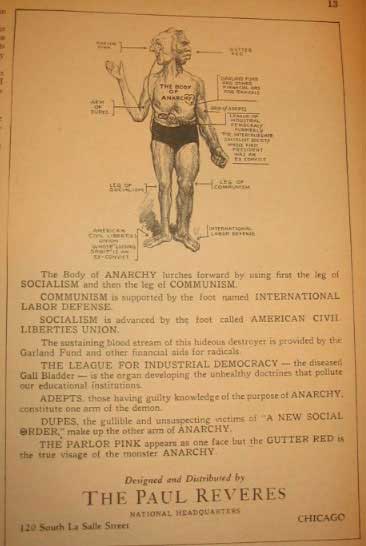 13
PARLOR PINK
GUTTER RED
THE BODY OF ANARCHY
GARLAND FUND AND OTHER FINANCIAL AIDS FOR RADICALS
ARM OF ADEPTS
ARM OF DUPES
LEAGUE OF INDUSTRIAL DEMOCRACY FORMERLY THE INTERCOLLEGIATE SOCIALIST SOCIETY WHOSE FIRST PRESIDENT WAS AN EX CONVICT
LEG OF SOCIALISM
LEG OF COMMUNISM
AMERICAN CIVIL LIBERTIES UNION WHOSE IS AN EX-CONVICT
INTERNATIONAL LABOR DEFENSE
The Body of ANARCHY lurches forward by using first the leg of
SOCIALISM and then the leg of COMMUNISM.
COMMUNISM is supported by the foot named INTERNATIONAL
LABOR DEFENSE.
SOCIALISM is advanced by the foot called AMERICAN CIVIL
LIBERTIES UNION.
The sustaining blood stream of this hideous destroyer is provided by the
Garland Fund and other financial aids for radicals.
THE LEAGUE FOR INDUSTRIAL DEMOCRACY — the diseased
Gall Bladder — is the organ developing the unhealthy doctrines that pollute
our educational institutions.
ADEPTS, those having guilty knowledge of the purpose of ANARCHY,
constitute one arm of the demon.
DUPES, the gullible and unsuspecting victims of "A NEW SOCIAL
ORDER," make up the other arm of ANARCHY.
THE PARLOR PINK appears as one face but the GUTTER RED is
the true visage of the monster ANARCHY.
Designed and Distributed by
THE PAUL REVERES
NATIONAL HEADQUARTERS
120 South La Salle Street CHICAGO